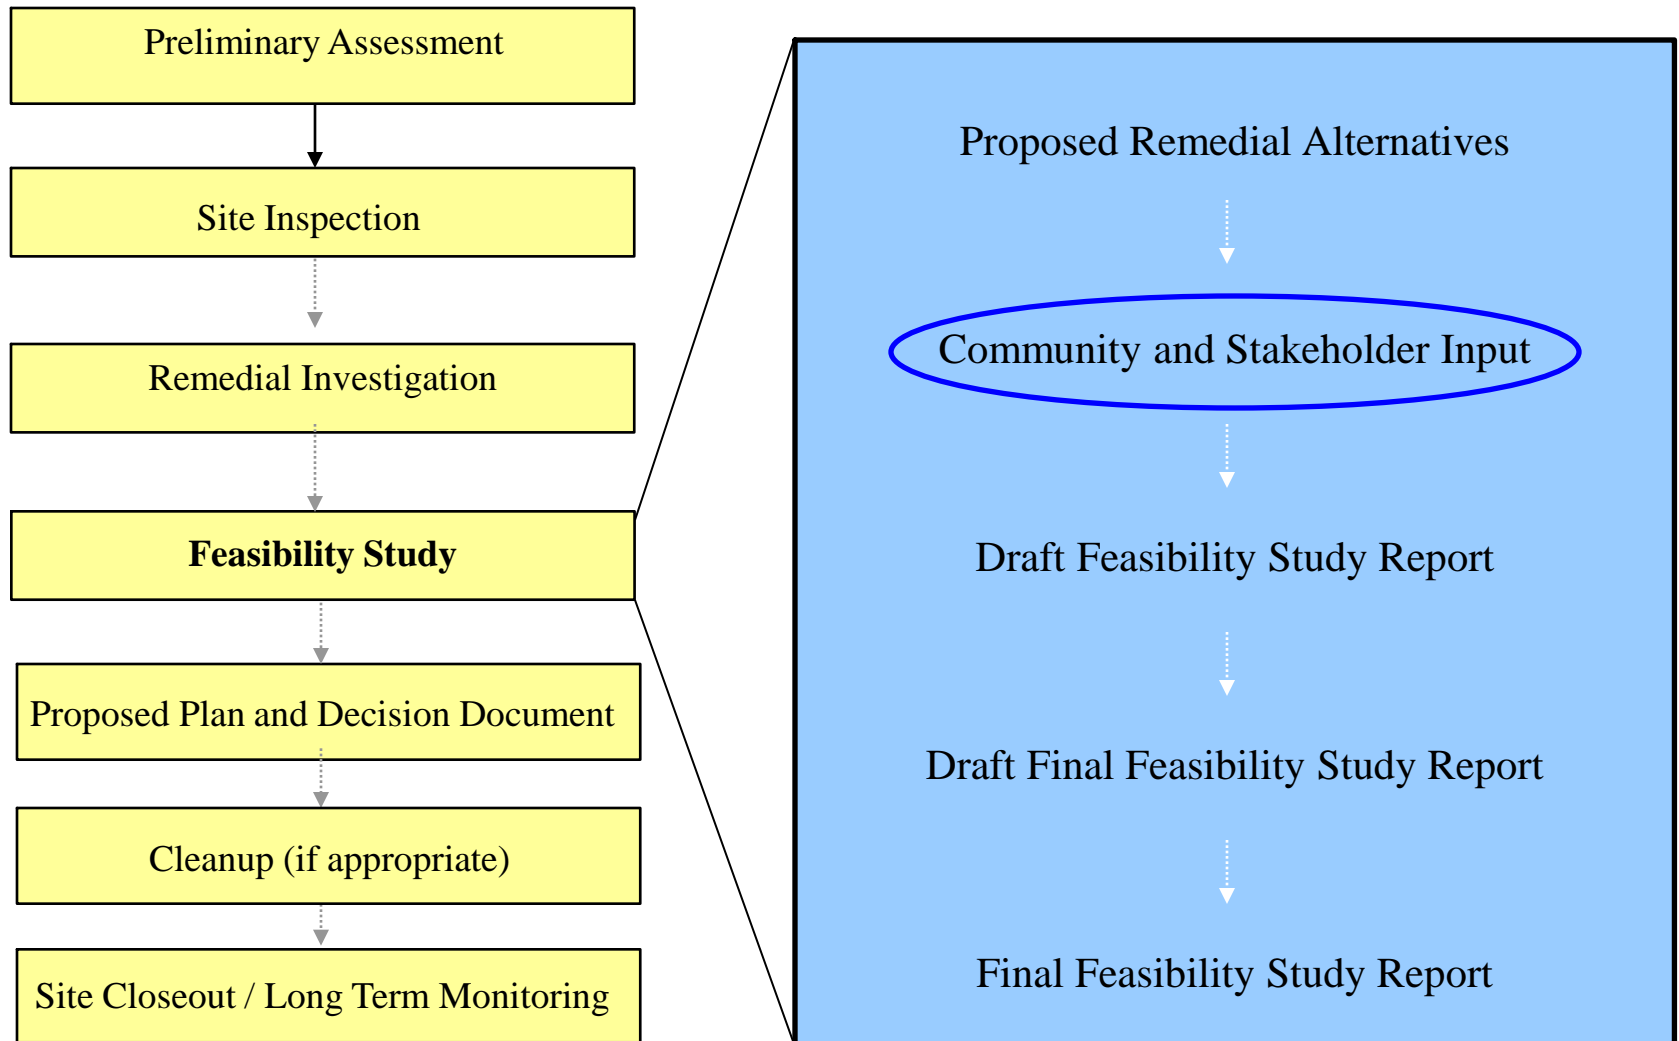 Preliminary Assessment
Site Inspection
Remedial Investigation
Feasibility Study
Proposed Plan and Decision Document
Cleanup (if appropriate)
Site Closeout / Long Term Monitoring
Proposed Remedial Alternatives
Community and Stakeholder Input
Draft Feasibility Study Report
Draft Final Feasibility Study Report
Final Feasibility Study Report